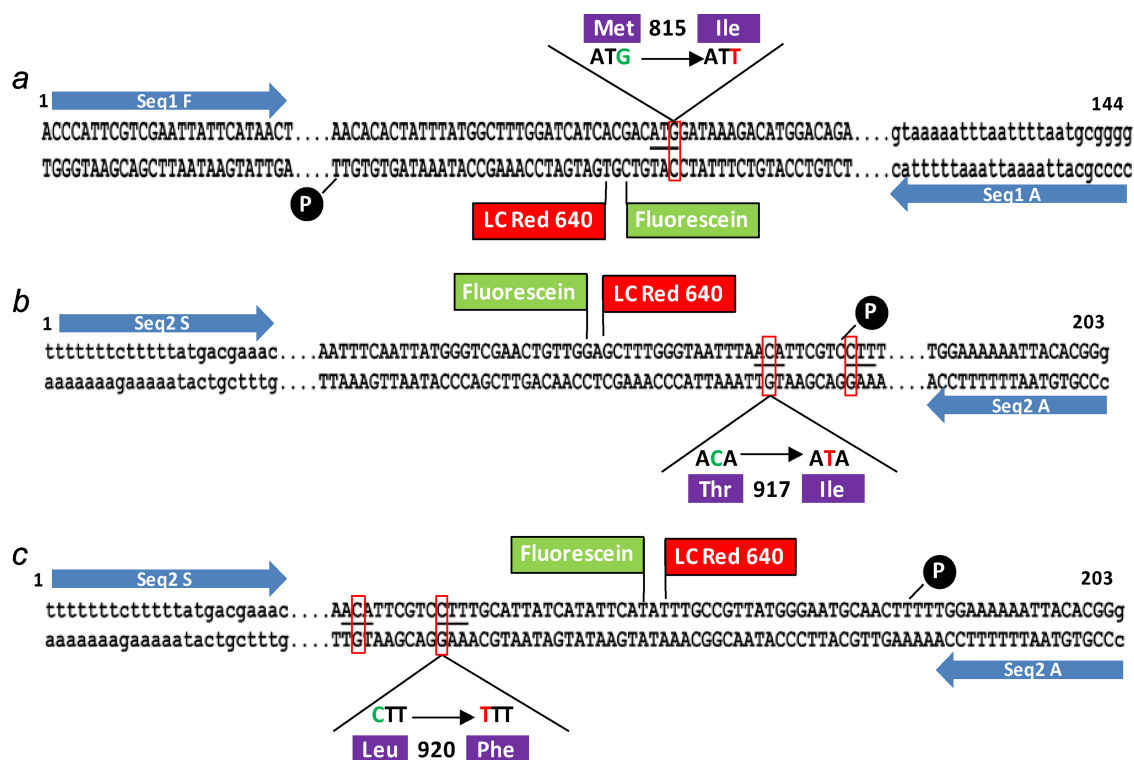 Met 815 Ile
ATG ATT
a
1 Seq1 F 144
ACCCATTCGTCGAATTATTCATAACT.... AACACACTATTTATGGCTTTGGATCATCACGACATGGATAAAGACATGGACAGA....gtaaaaatttaattttaatgcgggg
TGGGTAAGCAGCTTAATAAGTATTGA TTGTGTGATAAATACCGAAACCTAGTAGTGCTGTACCTATTTCTGTACCTGTCT catttttaaattaaaattacgcccc
P Seq1 A
LC Red 640 Fluorescein
b
Fluorescein LC Red 640 P
1 Seq2 S 203
tttttttctttttatgacgaaac.... AATTTCAATTATGGGTCGAACTGTTGGAGCTTTGGGTAATTTAACATTCGTCCTTT ....TGGAAAAAATTACACGGg
aaaaaaagaaaaatactgctttg.... TTAAAGTTAATACCCAGCTTGACAACCTCGAAACCCATTAAATTGTAAGCAGGAAA ....ACCTTTTTTAATGTGCCc
Seq2 A
ACA ATA
Thr 917 Ile
c
Fluorescein LC Red 640 P
1 Seq2 S 203
tttttttctttttatgacgaaac....AACATTCGTCCTTTGCATTATCATATTCATATTTGCCGTTATGGGAATGCAACTTTTTGGAAAAAATTACACGGg
aaaaaaagaaaaatactgctttg....TTGTAAGCAGGAAACGTAATAGTATAAGTATAAACGGCAATACCCTTACGTTGAAAAACCTTTTTTAATGTGCCc
Seq2 A
CTT TTT
Leu 920 Phe